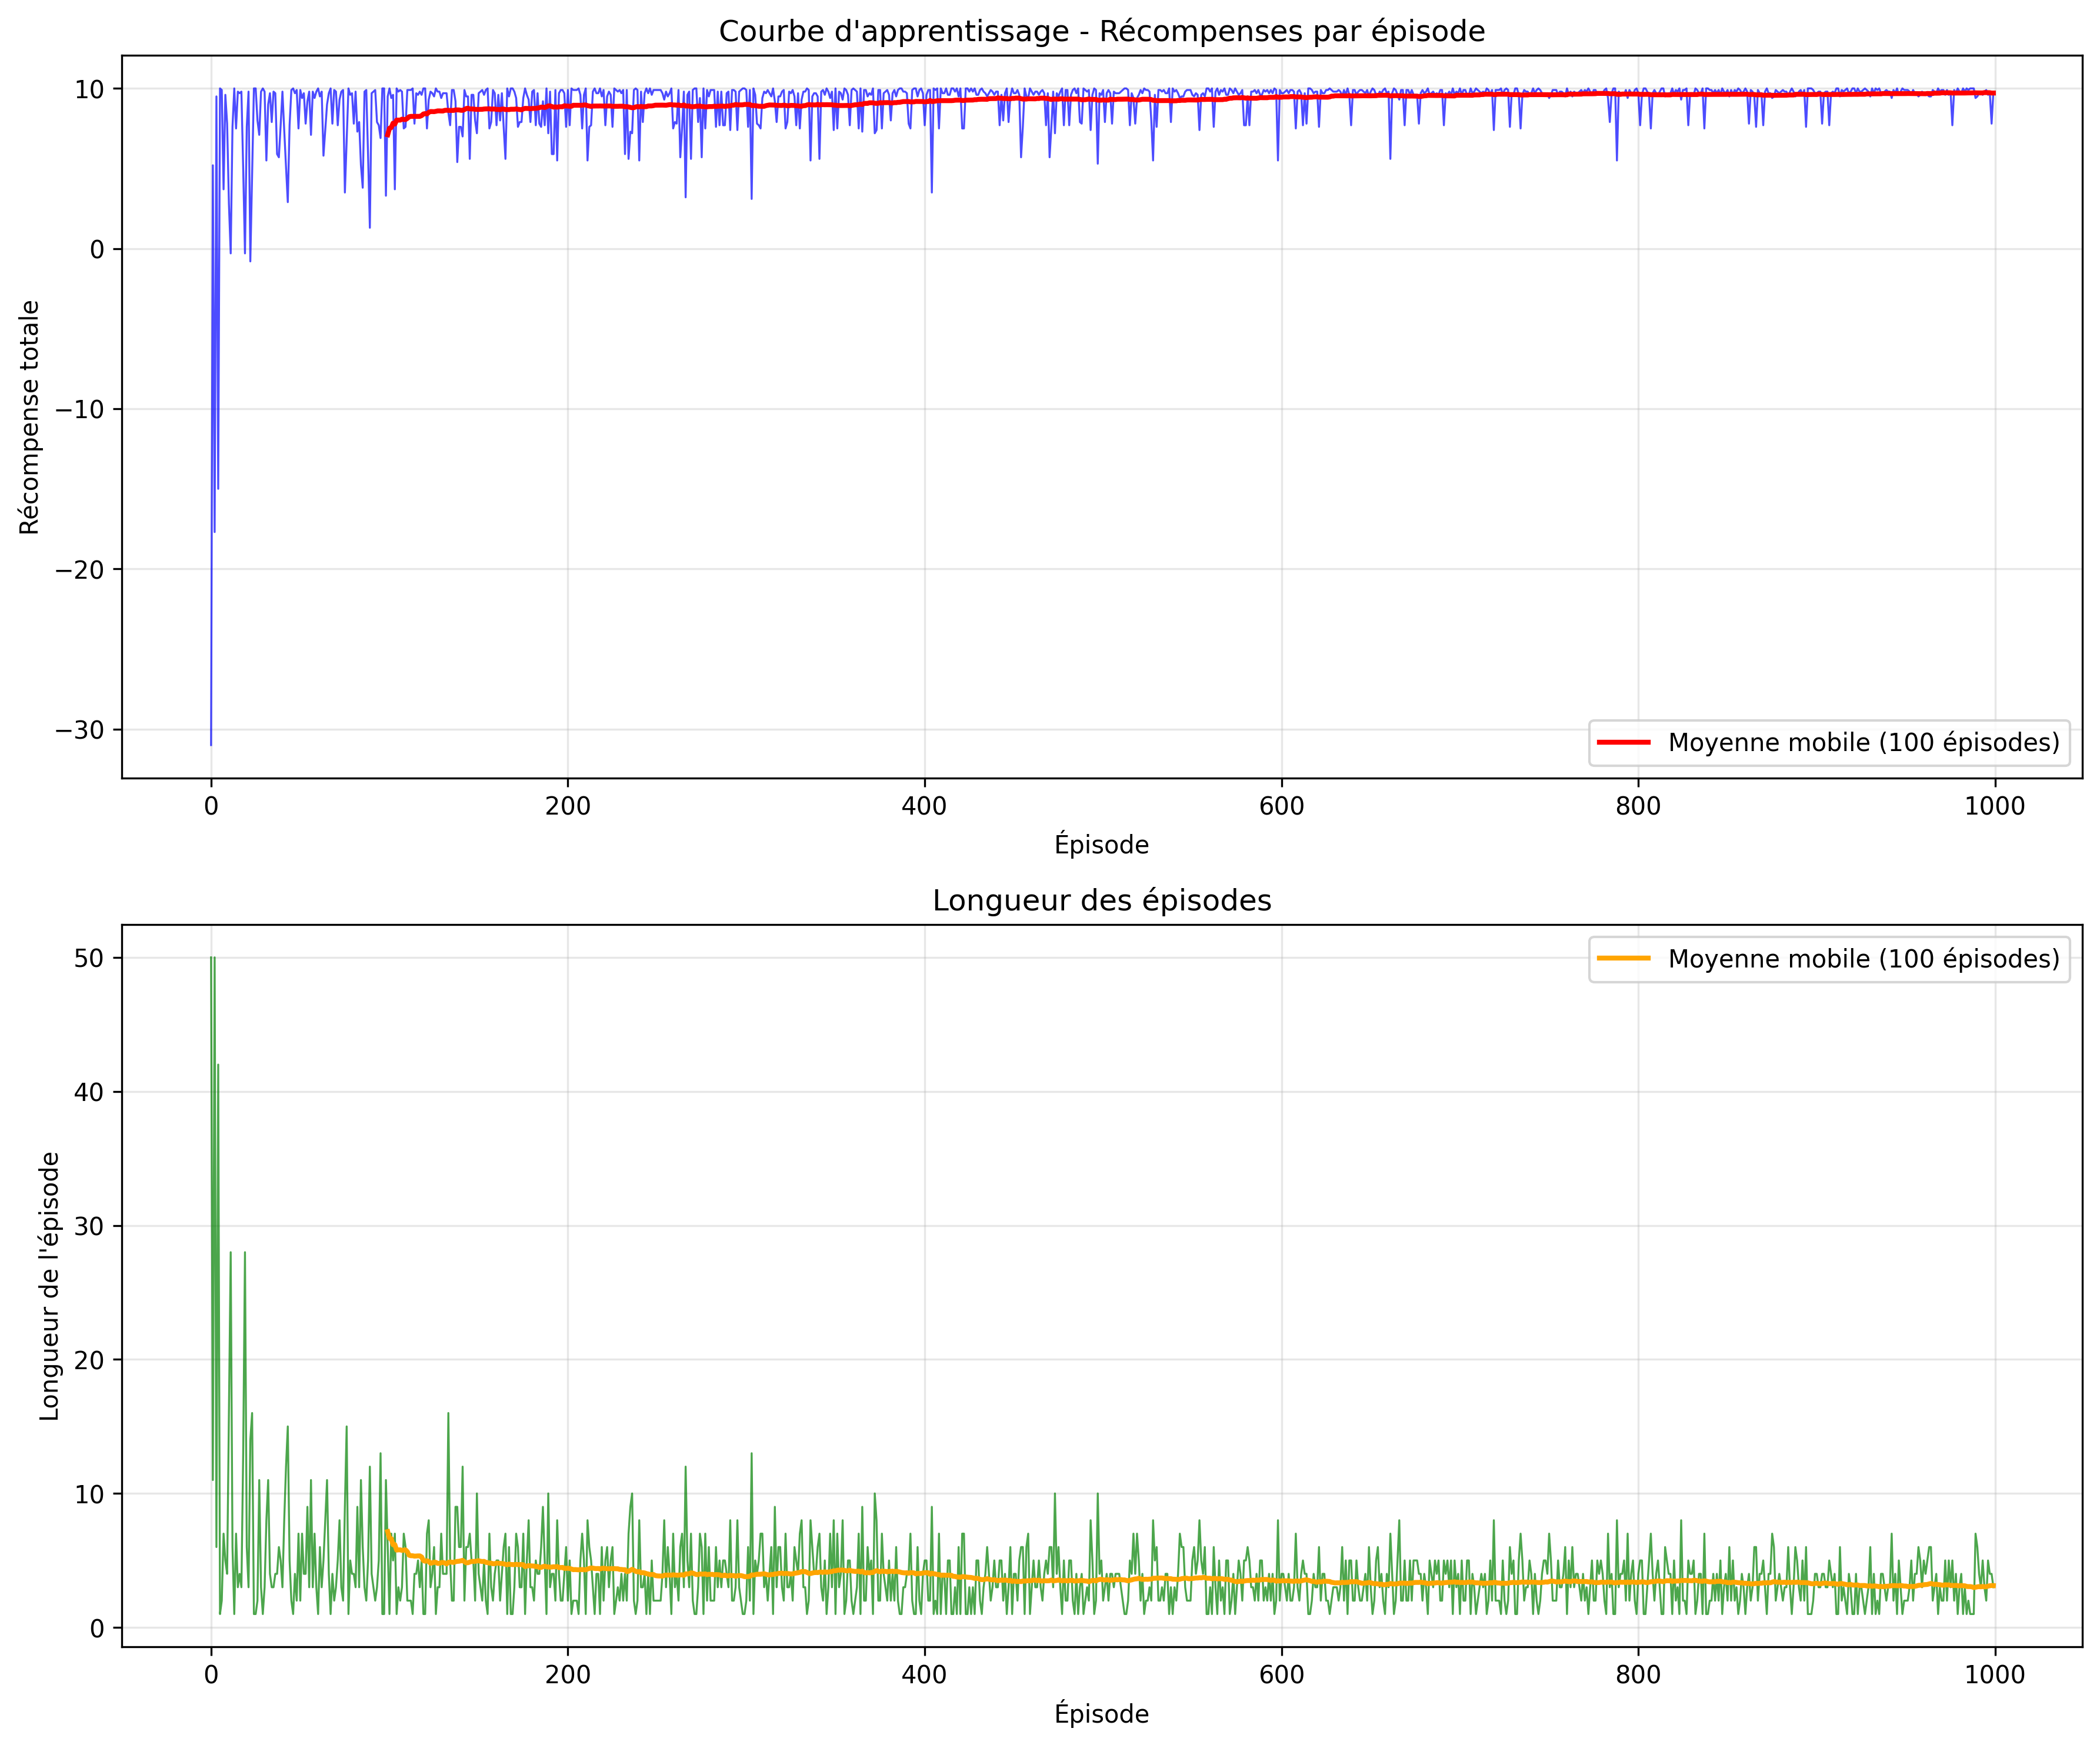 Courbe d'apprentissage - Récompenses par épisode
Récompense totale
10
0
−10
−20
−30
Moyenne mobile (100 épisodes)
0 200 400 600 800 1000
Épisode
Longueur des épisodes
Longueur de l'épisode
50
40
30
20
10
0
Moyenne mobile (100 épisodes)
0 200 400 600 800 1000
Épisode